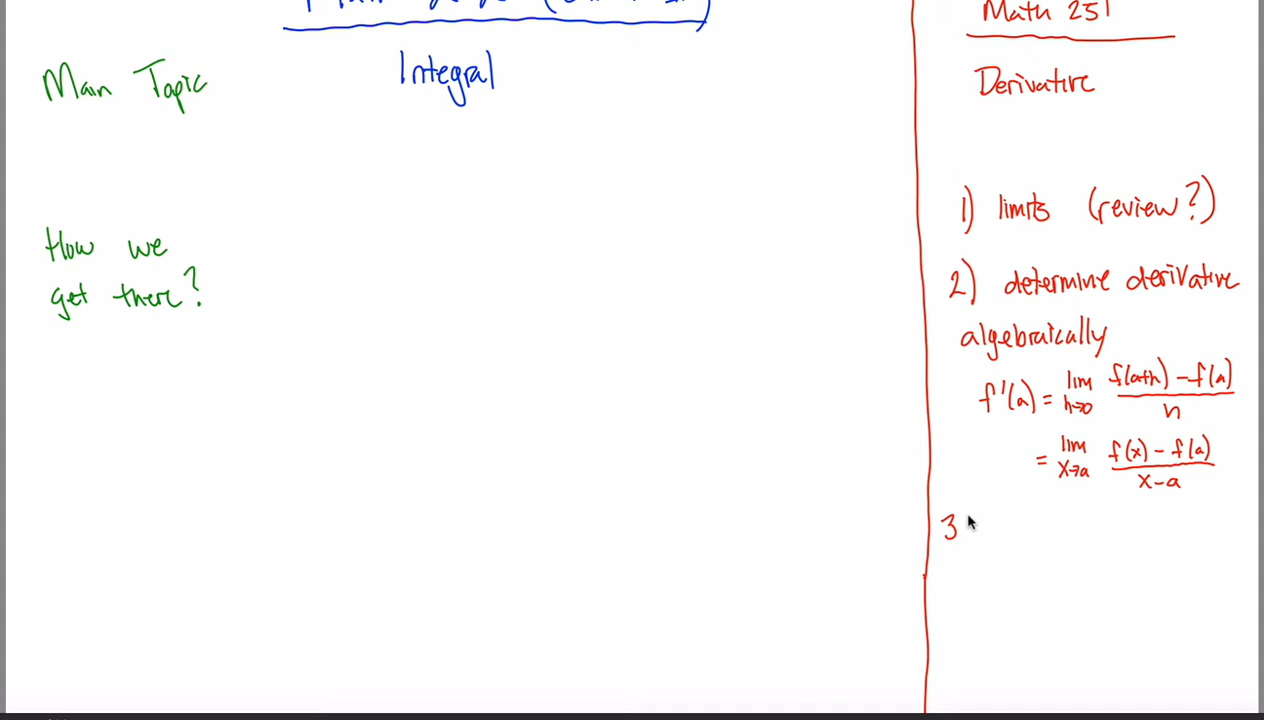 Math 251
Main Topic
Integral
Derivative
How we
get there?
1) limits (review?)
2) determine derivative
algebraically
f'(a) = lim h→0 f(a+h) - f(a) / h
= lim x→a f(x) - f(a) / x-a
3